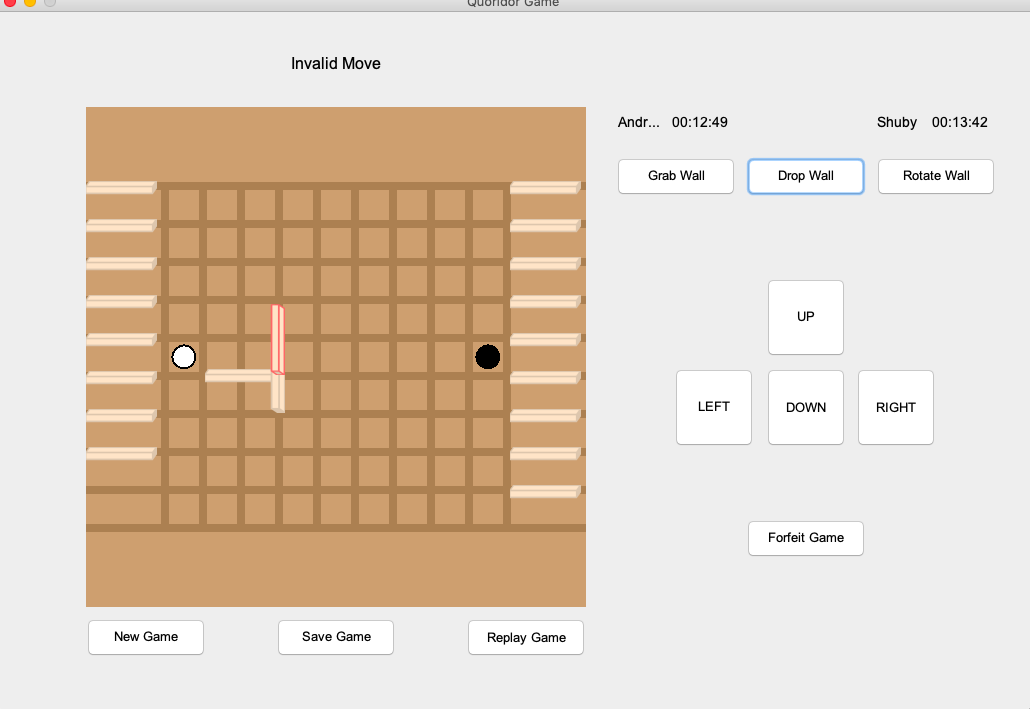 Quoridor Game
Invalid Move
Andr... 00:12:49 Shuby 00:13:42
Grab Wall Drop Wall Rotate Wall
UP
LEFT DOWN RIGHT
Forfeit Game
New Game Save Game Replay Game